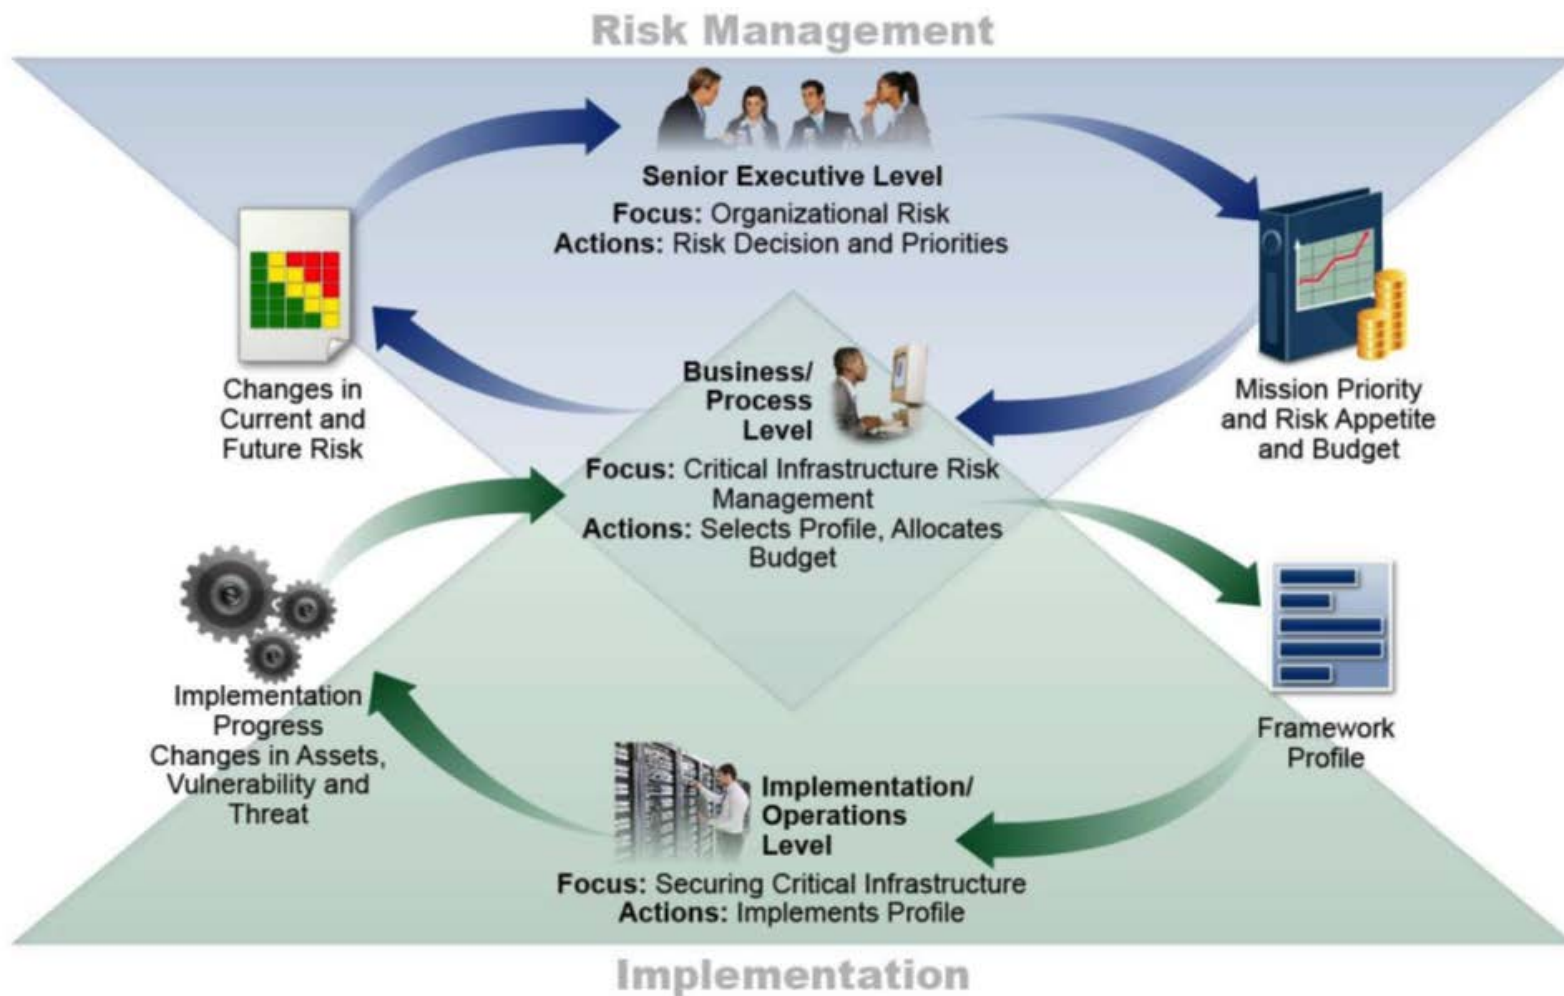 Risk Management
Senior Executive Level
Focus: Organizational Risk
Actions: Risk Decision and Priorities
Changes in
Current and
Future Risk
Mission Priority
and Risk Appetite
and Budget
Business/
Process
Level
Focus: Critical Infrastructure Risk
Management
Actions: Selects Profile, Allocates
Budget
Implementation
Progress
Changes in Assets,
Vulnerability and
Threat
Framework
Profile
Implementation/
Operations
Level
Focus: Securing Critical Infrastructure
Actions: Implements Profile
Implementation